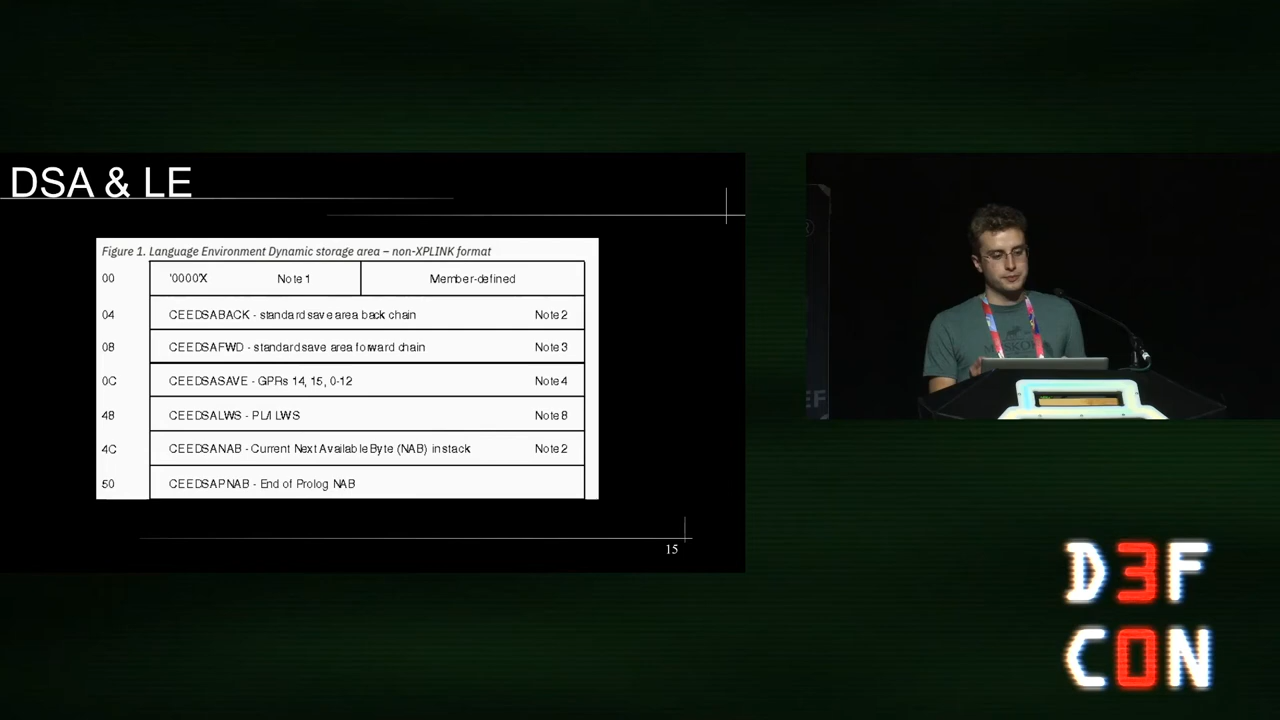 DSA & LE
Figure 1. Language Environment Dynamic storage area – non-XPLINK format
00 '0000'X Note 1 Member-defined
04 CEEDSABACK - standard save area back chain Note 2
08 CEEDSAFWD - standard save area forward chain Note 3
0C CEEDSASAVE - GPRs 14, 15, 0-12 Note 4
48 CEEDSALWS - PL/I LWS Note 8
4C CEEDSANAB - Current Next Available Byte (NAB) in stack Note 2
50 CEEDSAPNAB - End of Prolog NAB
15
EF
D3F
C0N